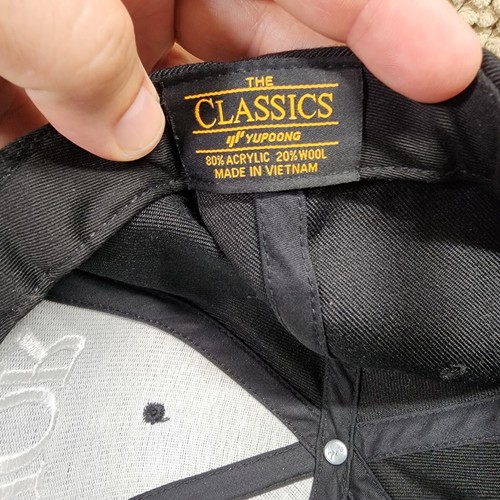 THE
CLASSICS
YUPOONG
80% ACRYLIC 20% WOOL
MADE IN VIETNAM